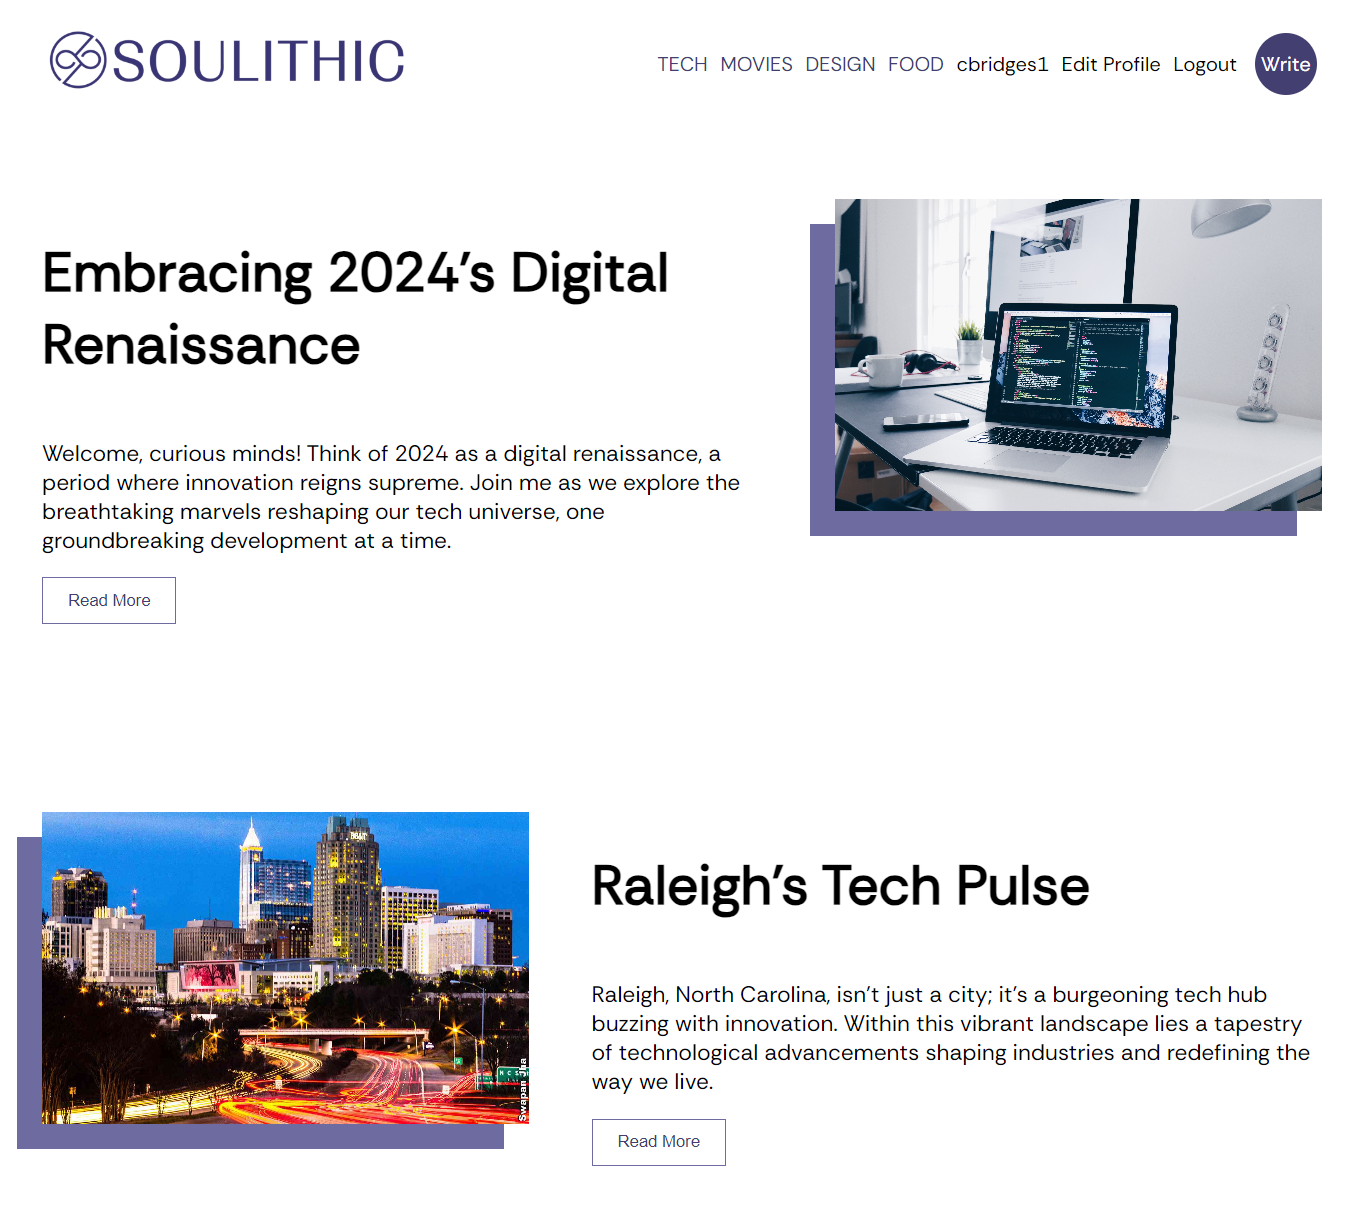 SOULITHIC
TECH MOVIES DESIGN FOOD cbridges1 Edit Profile Logout Write
Embracing 2024's Digital
Renaissance
Welcome, curious minds! Think of 2024 as a digital renaissance, a
period where innovation reigns supreme. Join me as we explore the
breathtaking marvels reshaping our tech universe, one
groundbreaking development at a time.
Read More
BB&T
Swapan Jha
Raleigh's Tech Pulse
Raleigh, North Carolina, isn't just a city; it's a burgeoning tech hub
buzzing with innovation. Within this vibrant landscape lies a tapestry
of technological advancements shaping industries and redefining the
way we live.
Read More